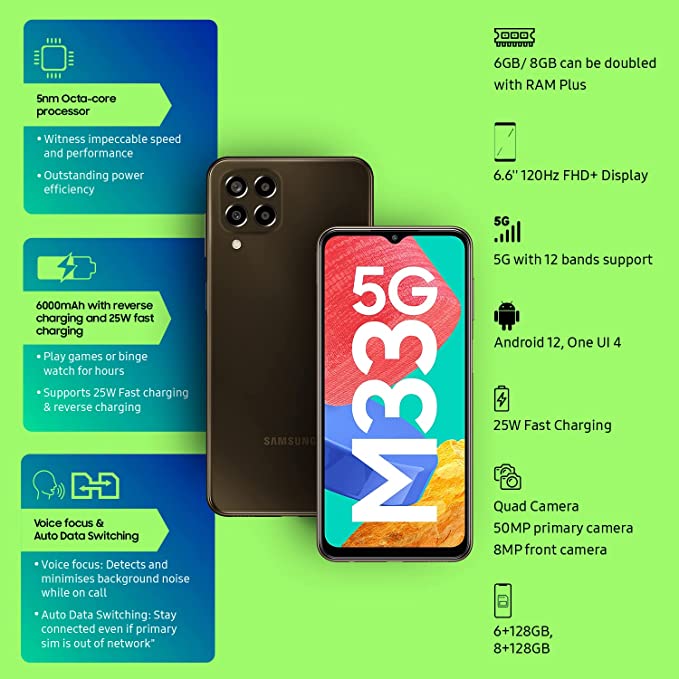 5nm Octa-core
processor
• Witness impeccable speed
and performance
• Outstanding power
efficiency
6000mAh with reverse
charging and 25W fast
charging
• Play games or binge
watch for hours
• Supports 25W Fast charging
& reverse charging
Voice focus &
Auto Data Switching
• Voice focus: Detects and
minimises background noise
while on call
• Auto Data Switching: Stay
connected even if primary
sim is out of network"
SAMSUNG
M33 5G
6GB/ 8GB can be doubled
with RAM Plus
6.6" 120Hz FHD+ Display
5G
5G with 12 bands support
Android 12, One UI 4
25W Fast Charging
Quad Camera
50MP primary camera
8MP front camera
6+128GB,
8+128GB